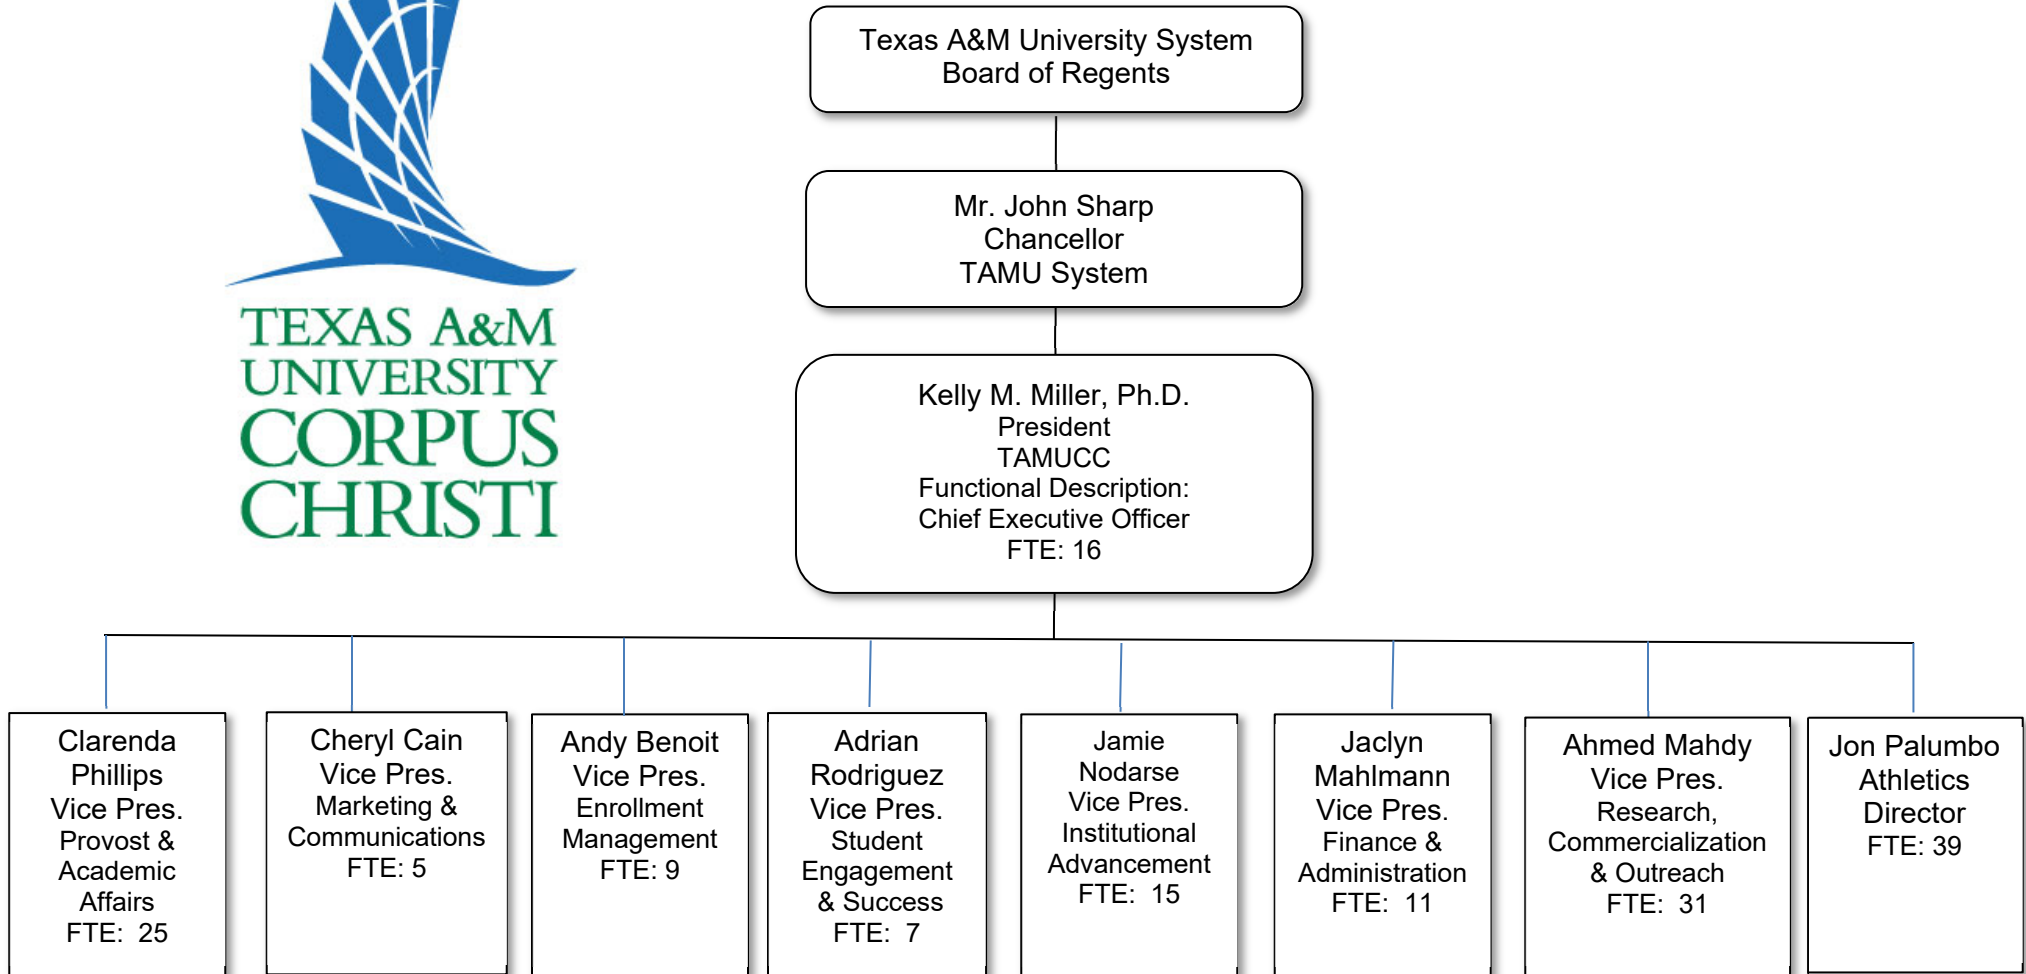 TEXAS A&M
UNIVERSITY
CORPUS
CHRISTI
Texas A&M University System
Board of Regents
Mr. John Sharp
Chancellor
TAMU System
Kelly M. Miller, Ph.D.
President
TAMUCC
Functional Description:
Chief Executive Officer
FTE: 16
Clarenda
Phillips
Vice Pres.
Provost &
Academic
Affairs
FTE: 25
Cheryl Cain
Vice Pres.
Marketing &
Communications
FTE: 5
Andy Benoit
Vice Pres.
Enrollment
Management
FTE: 9
Adrian
Rodriguez
Vice Pres.
Student
Engagement
& Success
FTE: 7
Jamie
Nodarse
Vice Pres.
Institutional
Advancement
FTE: 15
Jaclyn
Mahlmann
Vice Pres.
Finance &
Administration
FTE: 11
Ahmed Mahdy
Vice Pres.
Research,
Commercialization
& Outreach
FTE: 31
Jon Palumbo
Athletics
Director
FTE: 39